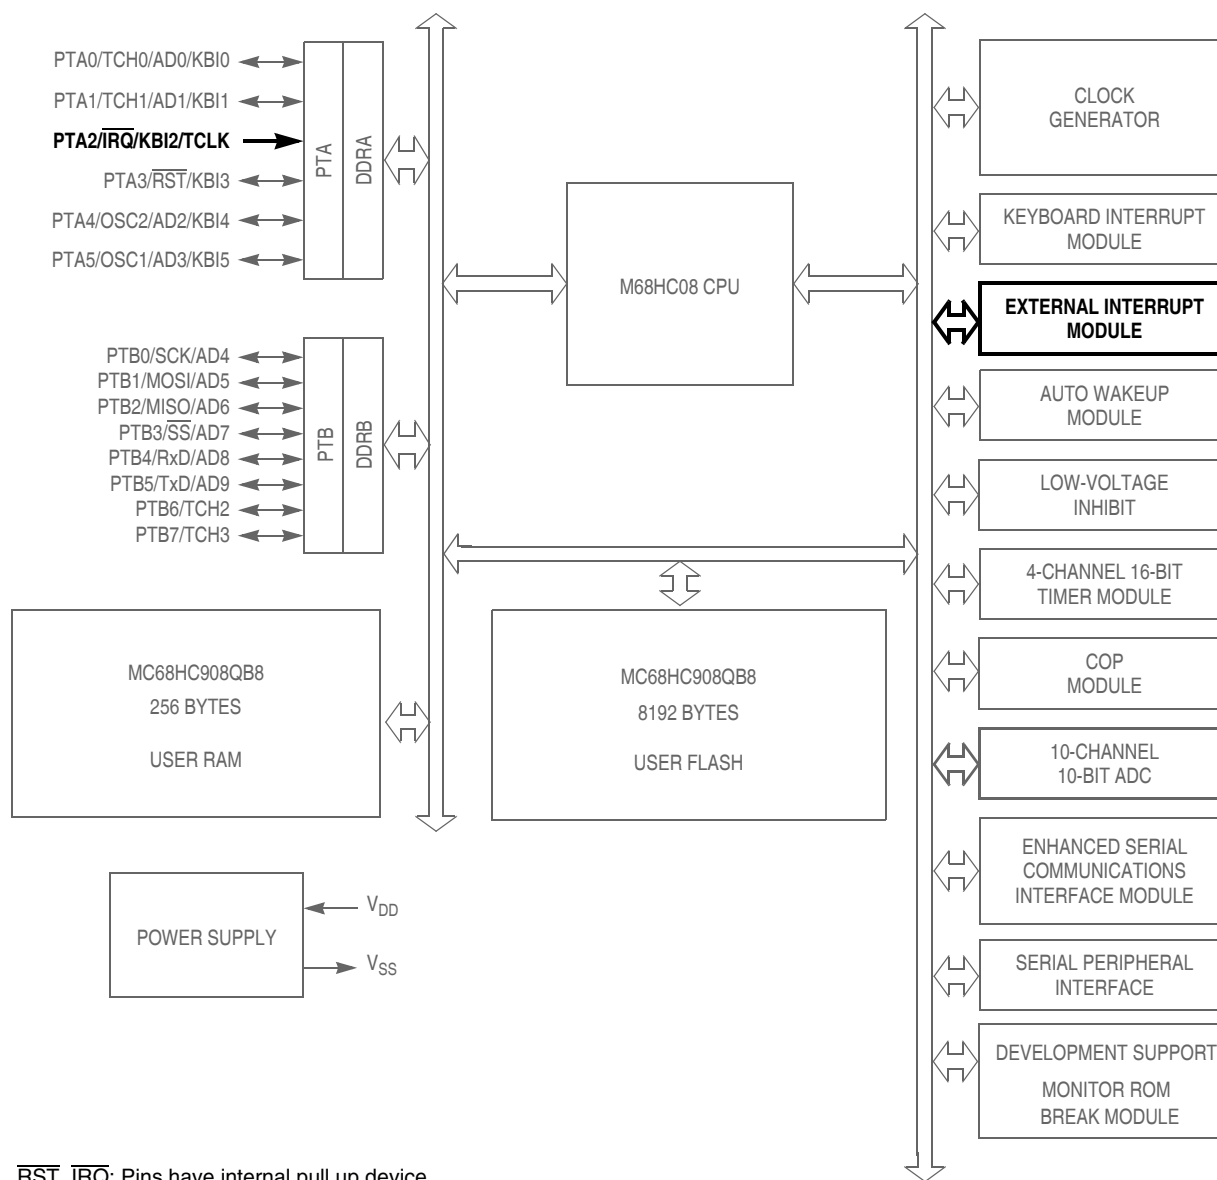 PTA0/TCH0/AD0/KBI0
PTA1/TCH1/AD1/KBI1
PTA2/I̅R̅Q̅/KBI2/TCLK
PTA3/R̅S̅T̅/KBI3
PTA4/OSC2/AD2/KBI4
PTA5/OSC1/AD3/KBI5
PTA
DDRA
PTB0/SCK/AD4
PTB1/MOSI/AD5
PTB2/MISO/AD6
PTB3/S̅S̅/AD7
PTB4/RxD/AD8
PTB5/TxD/AD9
PTB6/TCH2
PTB7/TCH3
PTB
DDRB
M68HC08 CPU
MC68HC908QB8
256 BYTES
USER RAM
MC68HC908QB8
8192 BYTES
USER FLASH
POWER SUPPLY
VDD
VSS
CLOCK
GENERATOR
KEYBOARD INTERRUPT
MODULE
EXTERNAL INTERRUPT
MODULE
AUTO WAKEUP
MODULE
LOW-VOLTAGE
INHIBIT
4-CHANNEL 16-BIT
TIMER MODULE
COP
MODULE
10-CHANNEL
10-BIT ADC
ENHANCED SERIAL
COMMUNICATIONS
INTERFACE MODULE
SERIAL PERIPHERAL
INTERFACE
DEVELOPMENT SUPPORT
MONITOR ROM
BREAK MODULE
R̅S̅T̅, I̅R̅Q̅: Pins have internal pull up device